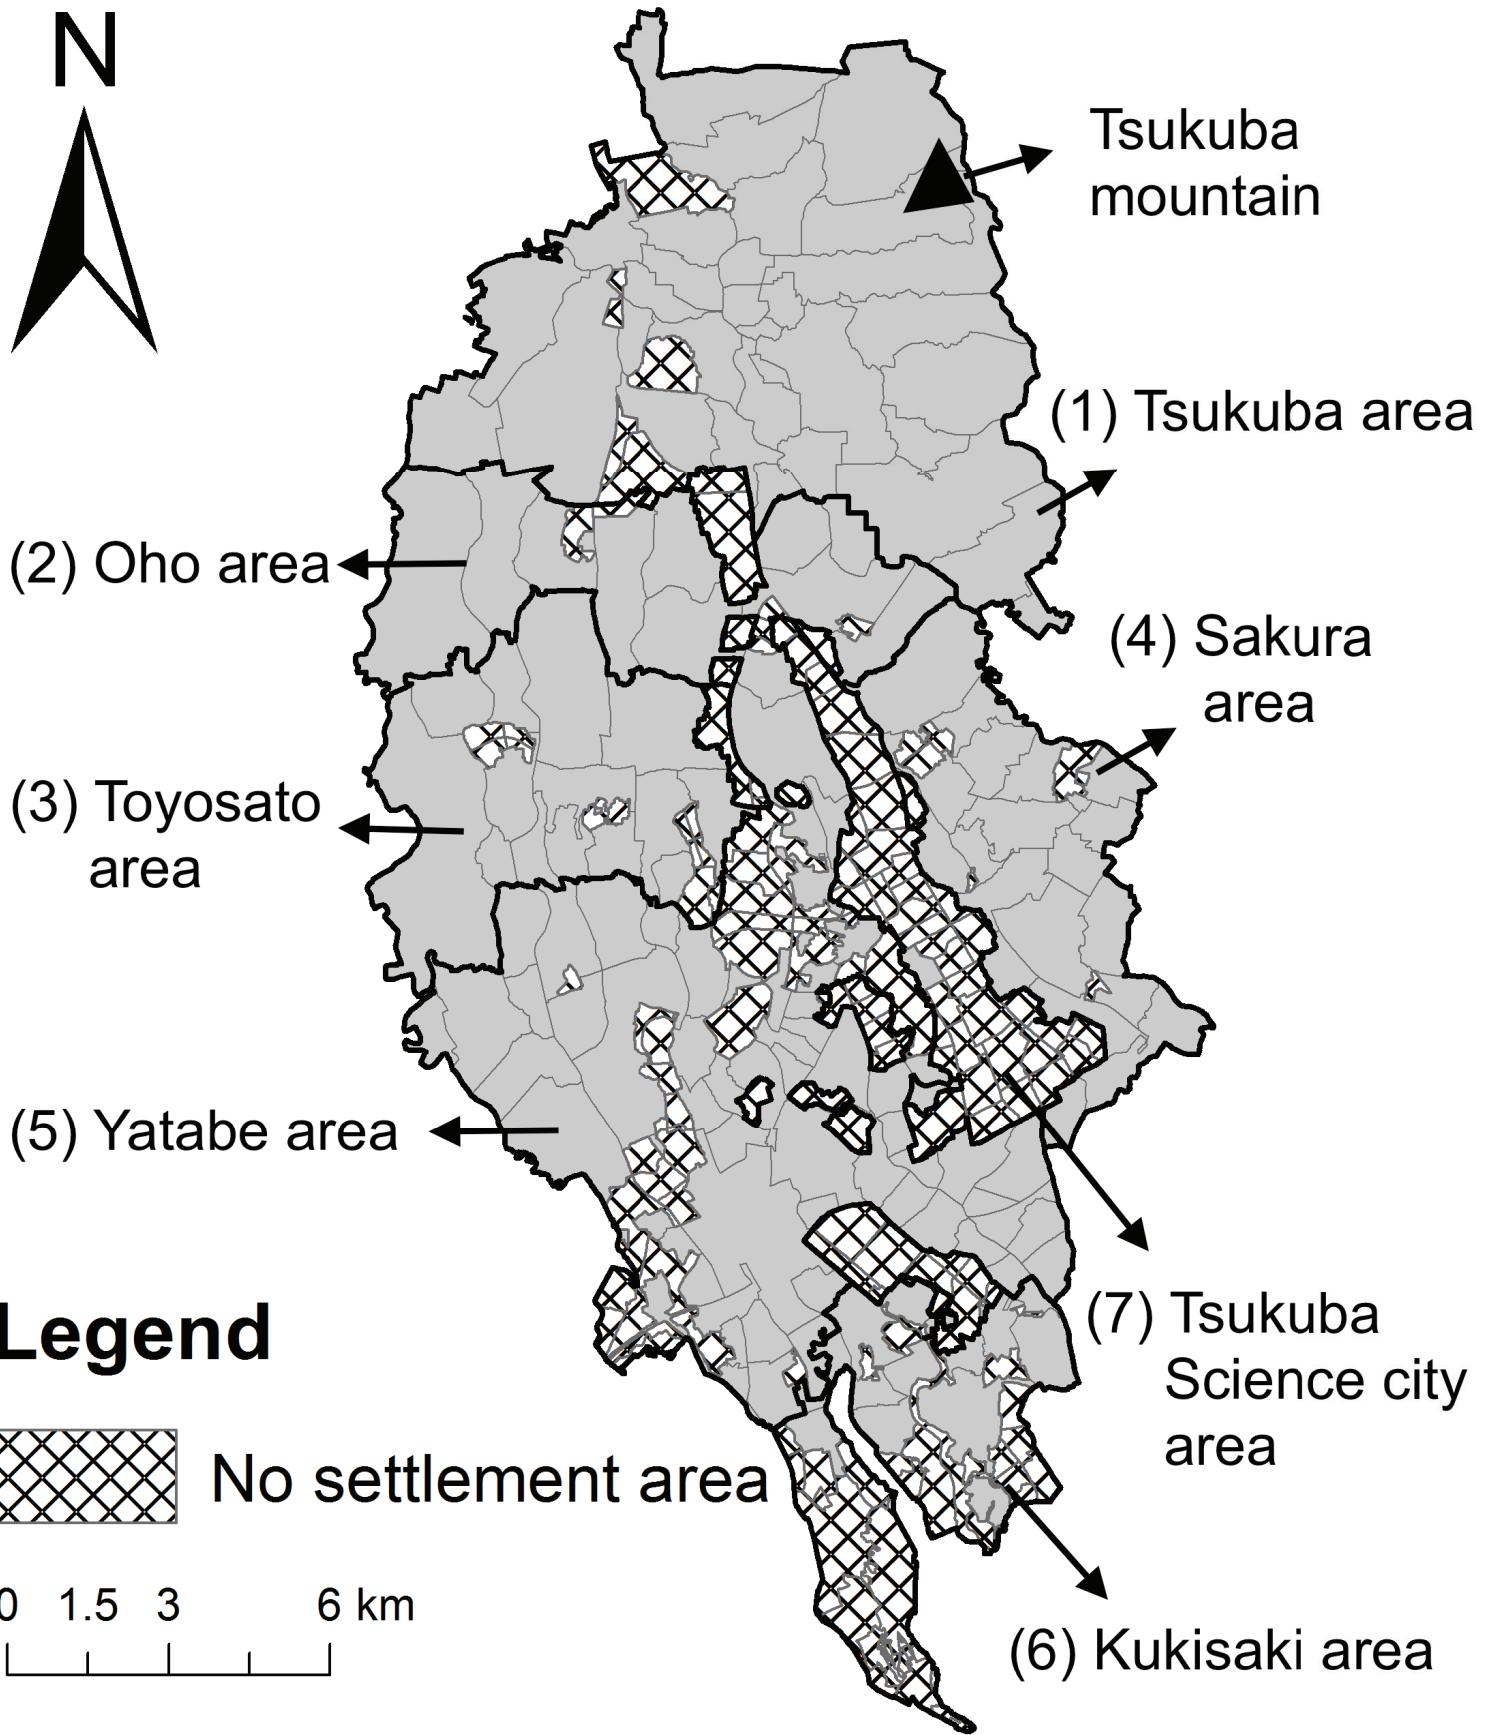 N
Tsukuba
mountain
(1) Tsukuba area
(2) Oho area
(4) Sakura
area
(3) Toyosato
area
(5) Yatabe area
(7) Tsukuba
Science city
area
Legend
No settlement area
0 1.5 3 6 km
(6) Kukisaki area